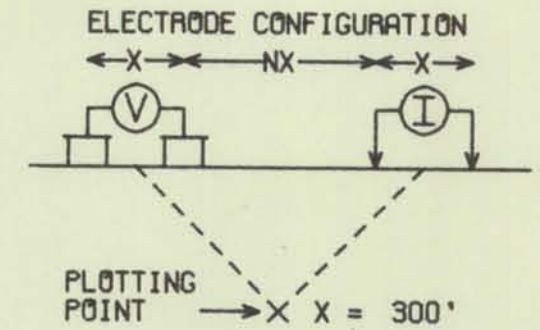 ELECTRODE CONFIGURATION
X NX X
V I
PLOTTING
POINT X X = 300'